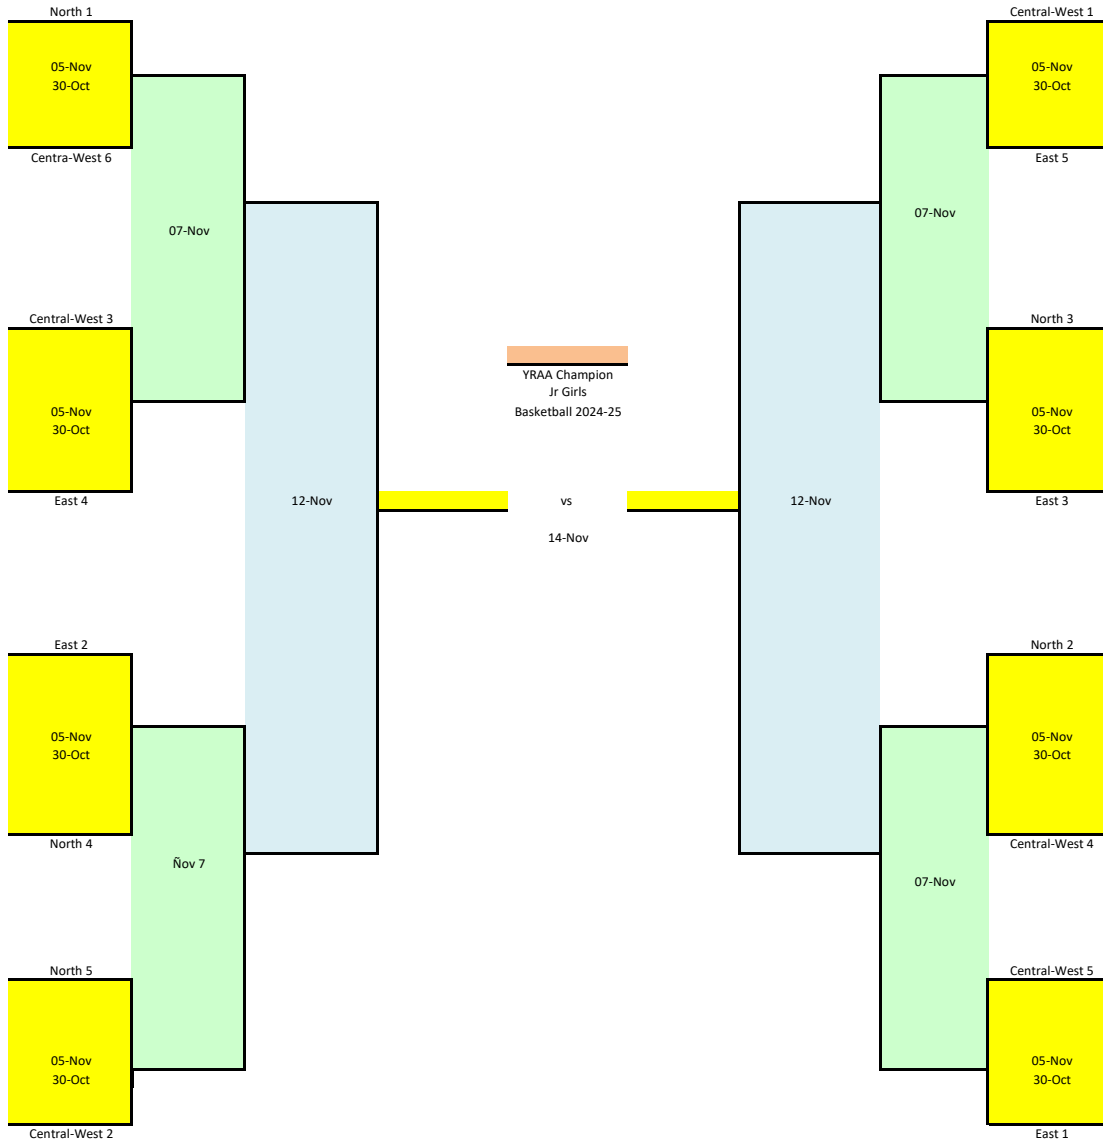 North 1
05-Nov
30-Oct
Centra-West 6
07-Nov
Central-West 3
05-Nov
30-Oct
East 4
12-Nov
East 2
05-Nov
30-Oct
North 4
Ñov 7
North 5
05-Nov
30-Oct
Central-West 2
YRAA Champion
Jr Girls
Basketball 2024-25
vs
14-Nov
Central-West 1
05-Nov
30-Oct
East 5
07-Nov
North 3
05-Nov
30-Oct
East 3
12-Nov
North 2
05-Nov
30-Oct
Central-West 4
07-Nov
Central-West 5
05-Nov
30-Oct
East 1